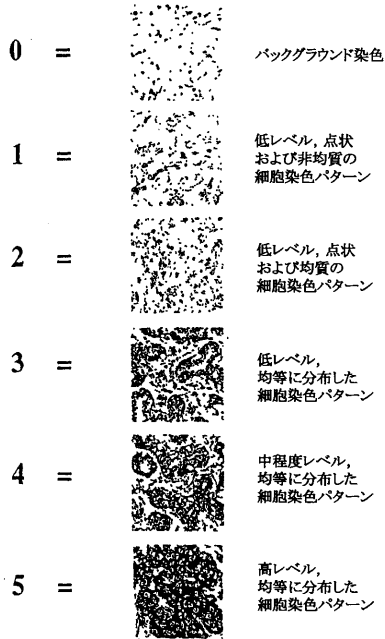 0 = バックグラウンド染色
1 = 低レベル, 点状
および非均質の
細胞染色パターン
2 = 低レベル, 点状
および均質の
細胞染色パターン
3 = 低レベル,
均等に分布した
細胞染色パターン
4 = 中程度レベル,
均等に分布した
細胞染色パターン
5 = 高レベル,
均等に分布した
細胞染色パターン